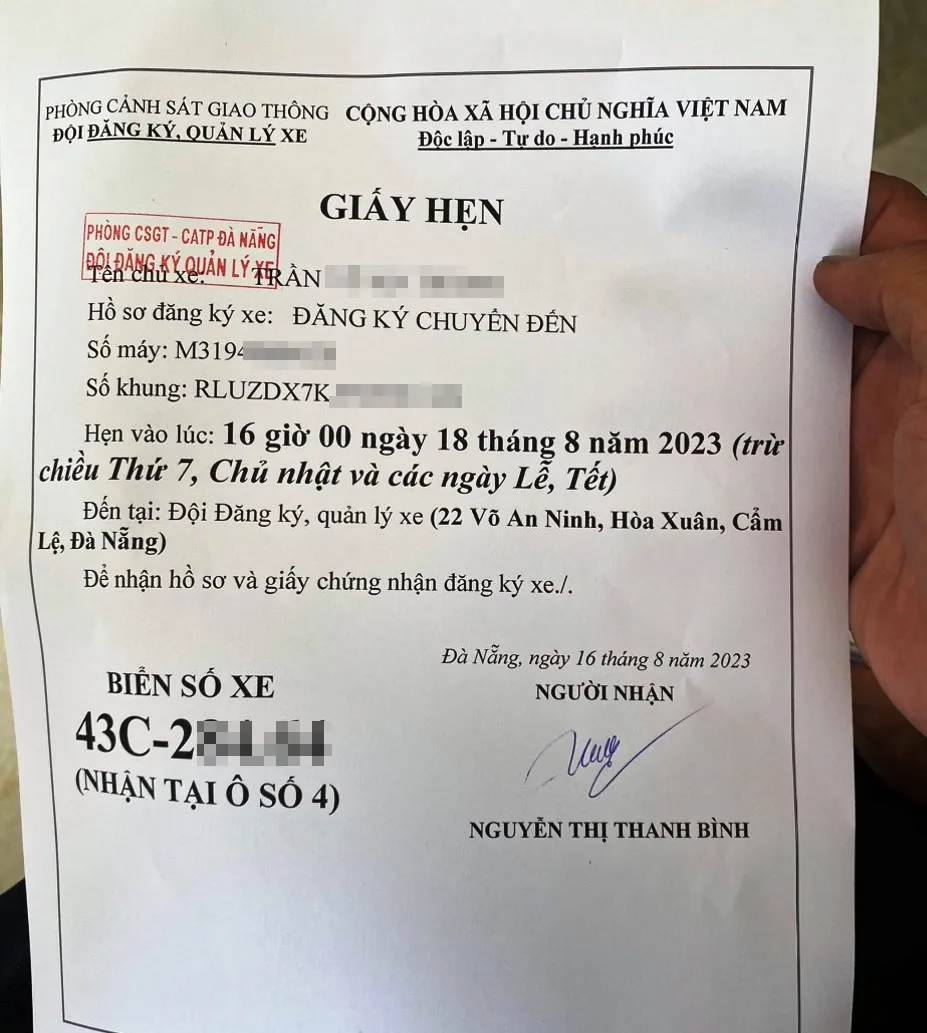 PHÒNG CẢNH SÁT GIAO THÔNG
ĐỘI ĐĂNG KÝ, QUẢN LÝ XE
CỘNG HÒA XÃ HỘI CHỦ NGHĨA VIỆT NAM
Độc lập - Tự do - Hạnh phúc
GIẤY HẸN
PHÒNG CSGT - CATP ĐÀ NẴNG
ĐỘI ĐĂNG KÝ QUẢN LÝ XE
Tên chủ xe: TRẦN
Hồ sơ đăng ký xe: ĐĂNG KÝ CHUYỂN ĐẾN
Số máy: M3194
Số khung: RLUZDX7K
Hẹn vào lúc: 16 giờ 00 ngày 18 tháng 8 năm 2023 (trừ
chiều Thứ 7, Chủ nhật và các ngày Lễ, Tết)
Đến tại: Đội Đăng ký, quản lý xe (22 Võ An Ninh, Hòa Xuân, Cẩm
Lệ, Đà Nẵng)
Để nhận hồ sơ và giấy chứng nhận đăng ký xe./.
Đà Nẵng, ngày 16 tháng 8 năm 2023
BIỂN SỐ XE
43C-2
(NHẬN TẠI Ô SỐ 4)
NGƯỜI NHẬN
NGUYỄN THỊ THANH BÌNH